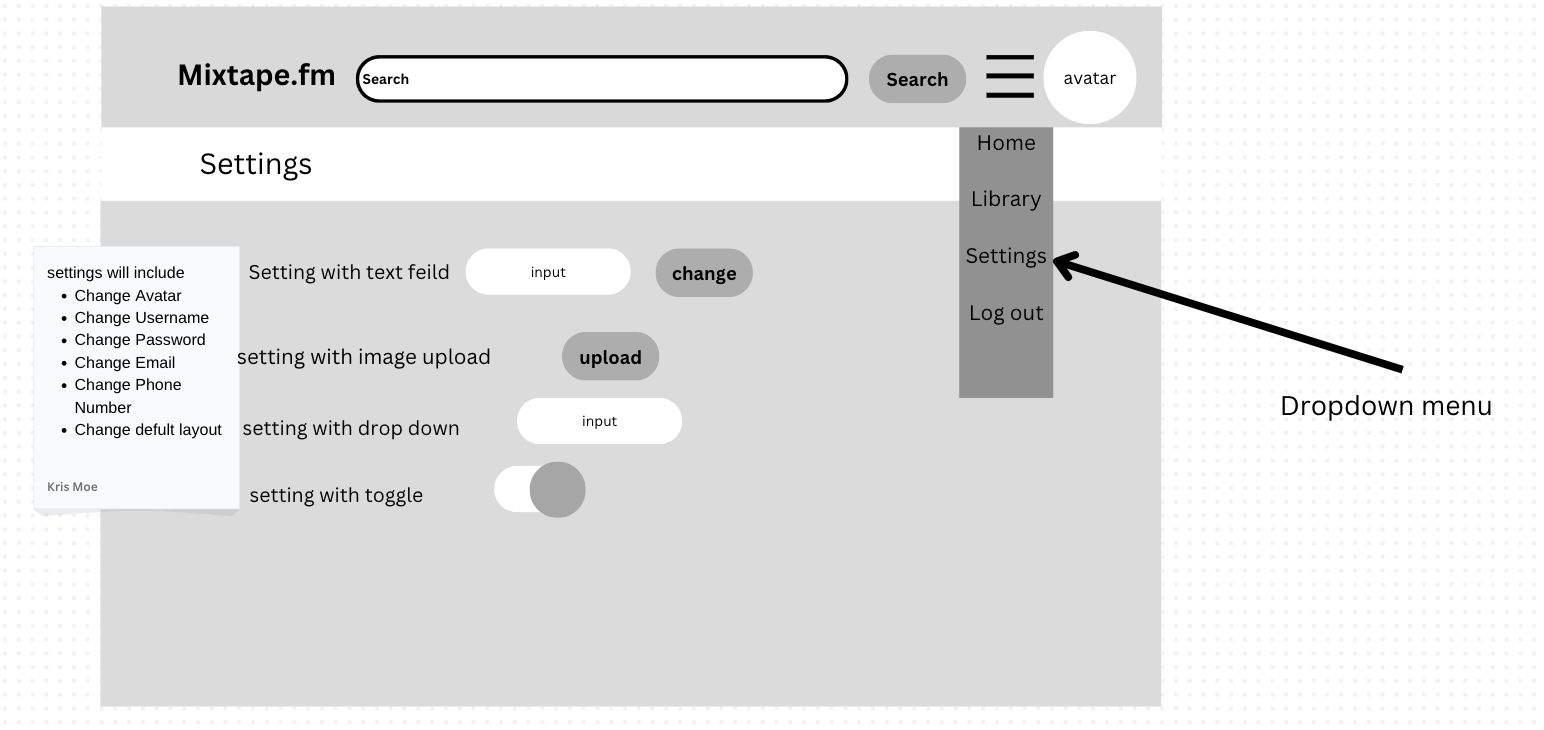 Mixtape.fm
Search
Search
avatar
Settings
Home
Library
Settings
Log out
Dropdown menu
settings will include
• Change Avatar
• Change Username
• Change Password
• Change Email
• Change Phone
Number
• Change defult layout
Kris Moe
Setting with text feild
input
change
setting with image upload
upload
setting with drop down
input
setting with toggle